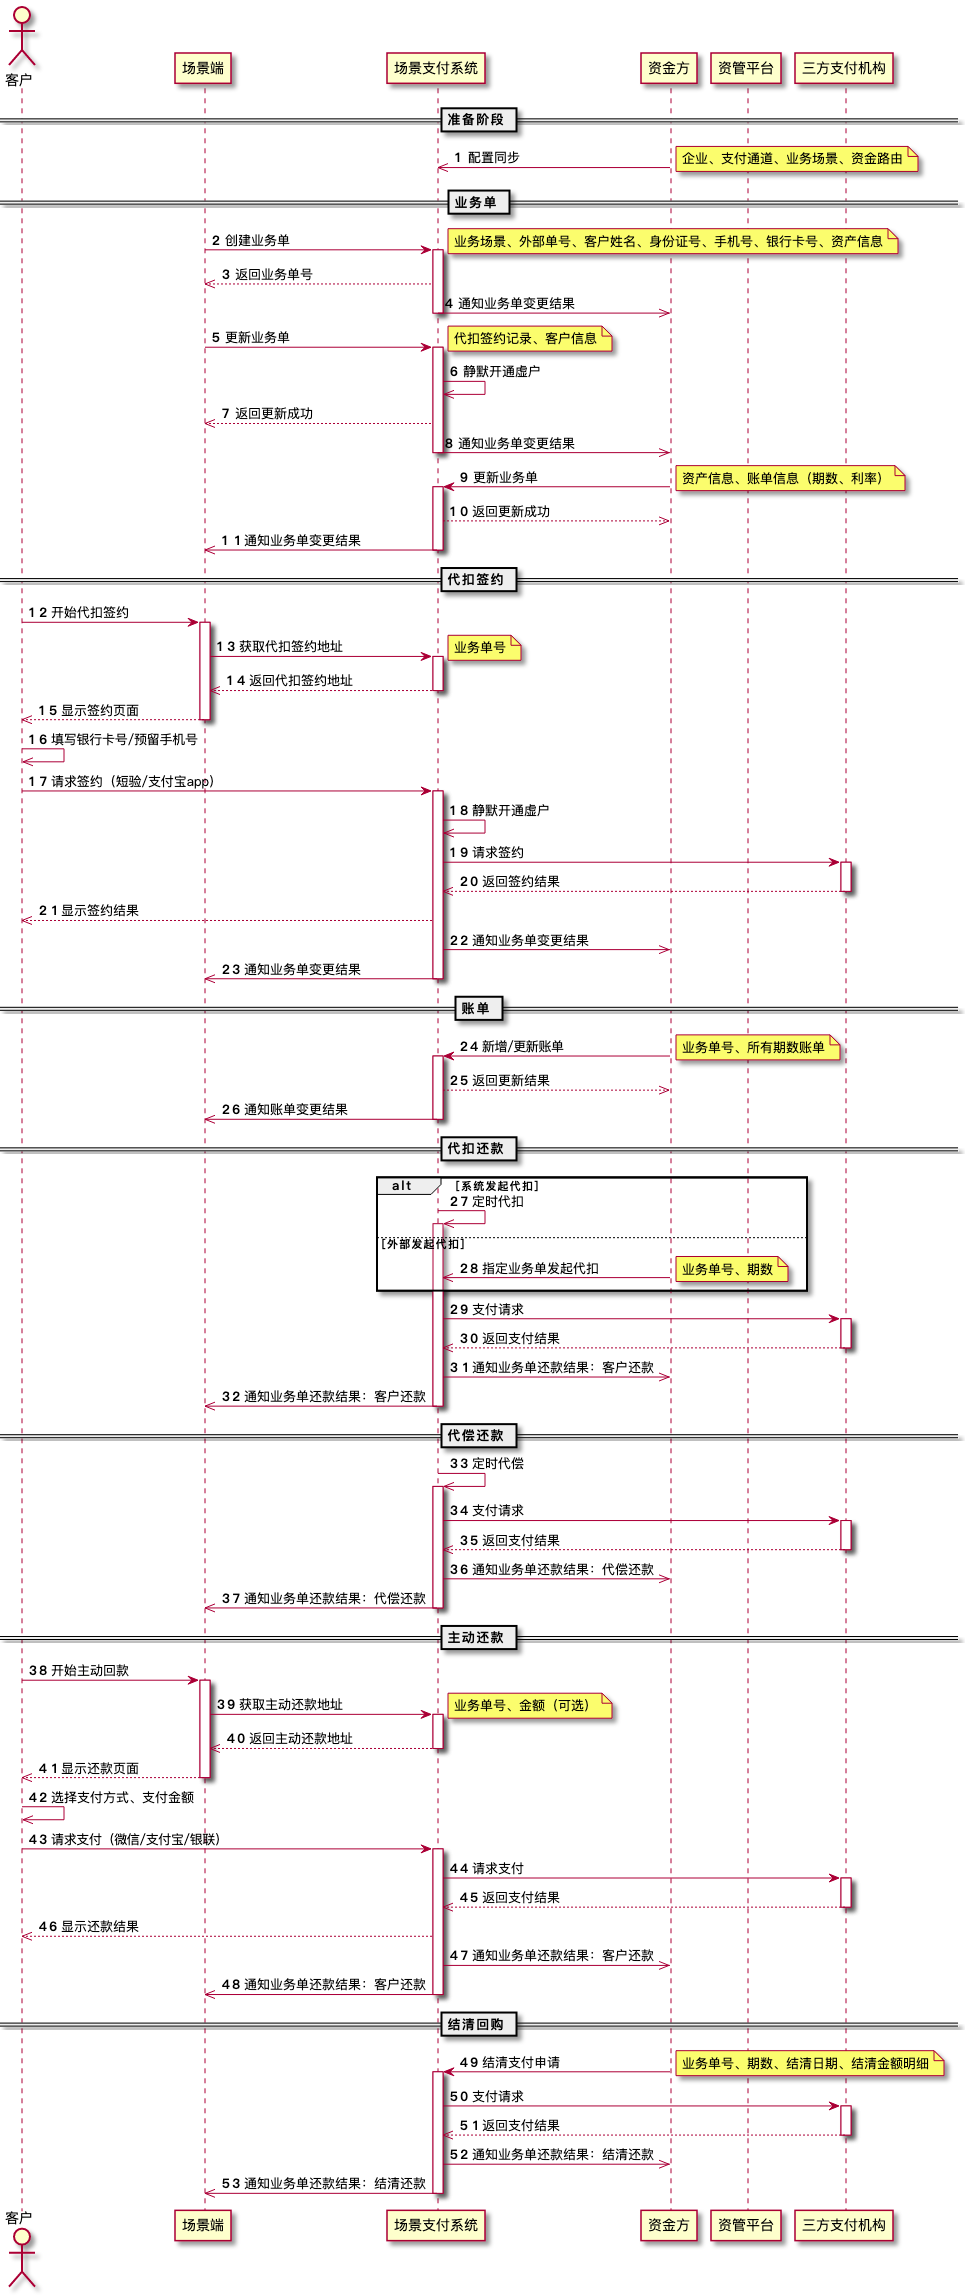 客户
场景端
场景支付系统
资金方
资管平台
三方支付机构
准备阶段
1 配置同步
企业、支付通道、业务场景、资金路由
业务单
2 创建业务单
业务场景、外部单号、客户姓名、身份证号、手机号、银行卡号、资产信息
3 返回业务单号
4 通知业务单变更结果
5 更新业务单
代扣签约记录、客户信息
6 静默开通虚户
7 返回更新成功
8 通知业务单变更结果
9 更新业务单
资产信息、账单信息（期数、利率）
10 返回更新成功
11 通知业务单变更结果
代扣签约
12 开始代扣签约
13 获取代扣签约地址
业务单号
14 返回代扣签约地址
15 显示签约页面
16 填写银行卡号/预留手机号
17 请求签约（短验/支付宝app）
18 静默开通虚户
19 请求签约
20 返回签约结果
21 显示签约结果
22 通知业务单变更结果
23 通知业务单变更结果
账单
24 新增/更新账单
业务单号、所有期数账单
25 返回更新结果
26 通知账单变更结果
代扣还款
alt [系统发起代扣]
27 定时代扣
[外部发起代扣]
28 指定业务单发起代扣
业务单号、期数
29 支付请求
30 返回支付结果
31 通知业务单还款结果：客户还款
32 通知业务单还款结果：客户还款
代偿还款
33 定时代偿
34 支付请求
35 返回支付结果
36 通知业务单还款结果：代偿还款
37 通知业务单还款结果：代偿还款
主动还款
38 开始主动回款
39 获取主动还款地址
业务单号、金额（可选）
40 返回主动还款地址
41 显示还款页面
42 选择支付方式、支付金额
43 请求支付（微信/支付宝/银联）
44 请求支付
45 返回支付结果
46 显示还款结果
47 通知业务单还款结果：客户还款
48 通知业务单还款结果：客户还款
结清回购
49 结清支付申请
业务单号、期数、结清日期、结清金额明细
50 支付请求
51 返回支付结果
52 通知业务单还款结果：结清还款
53 通知业务单还款结果：结清还款
客户
场景端
场景支付系统
资金方
资管平台
三方支付机构